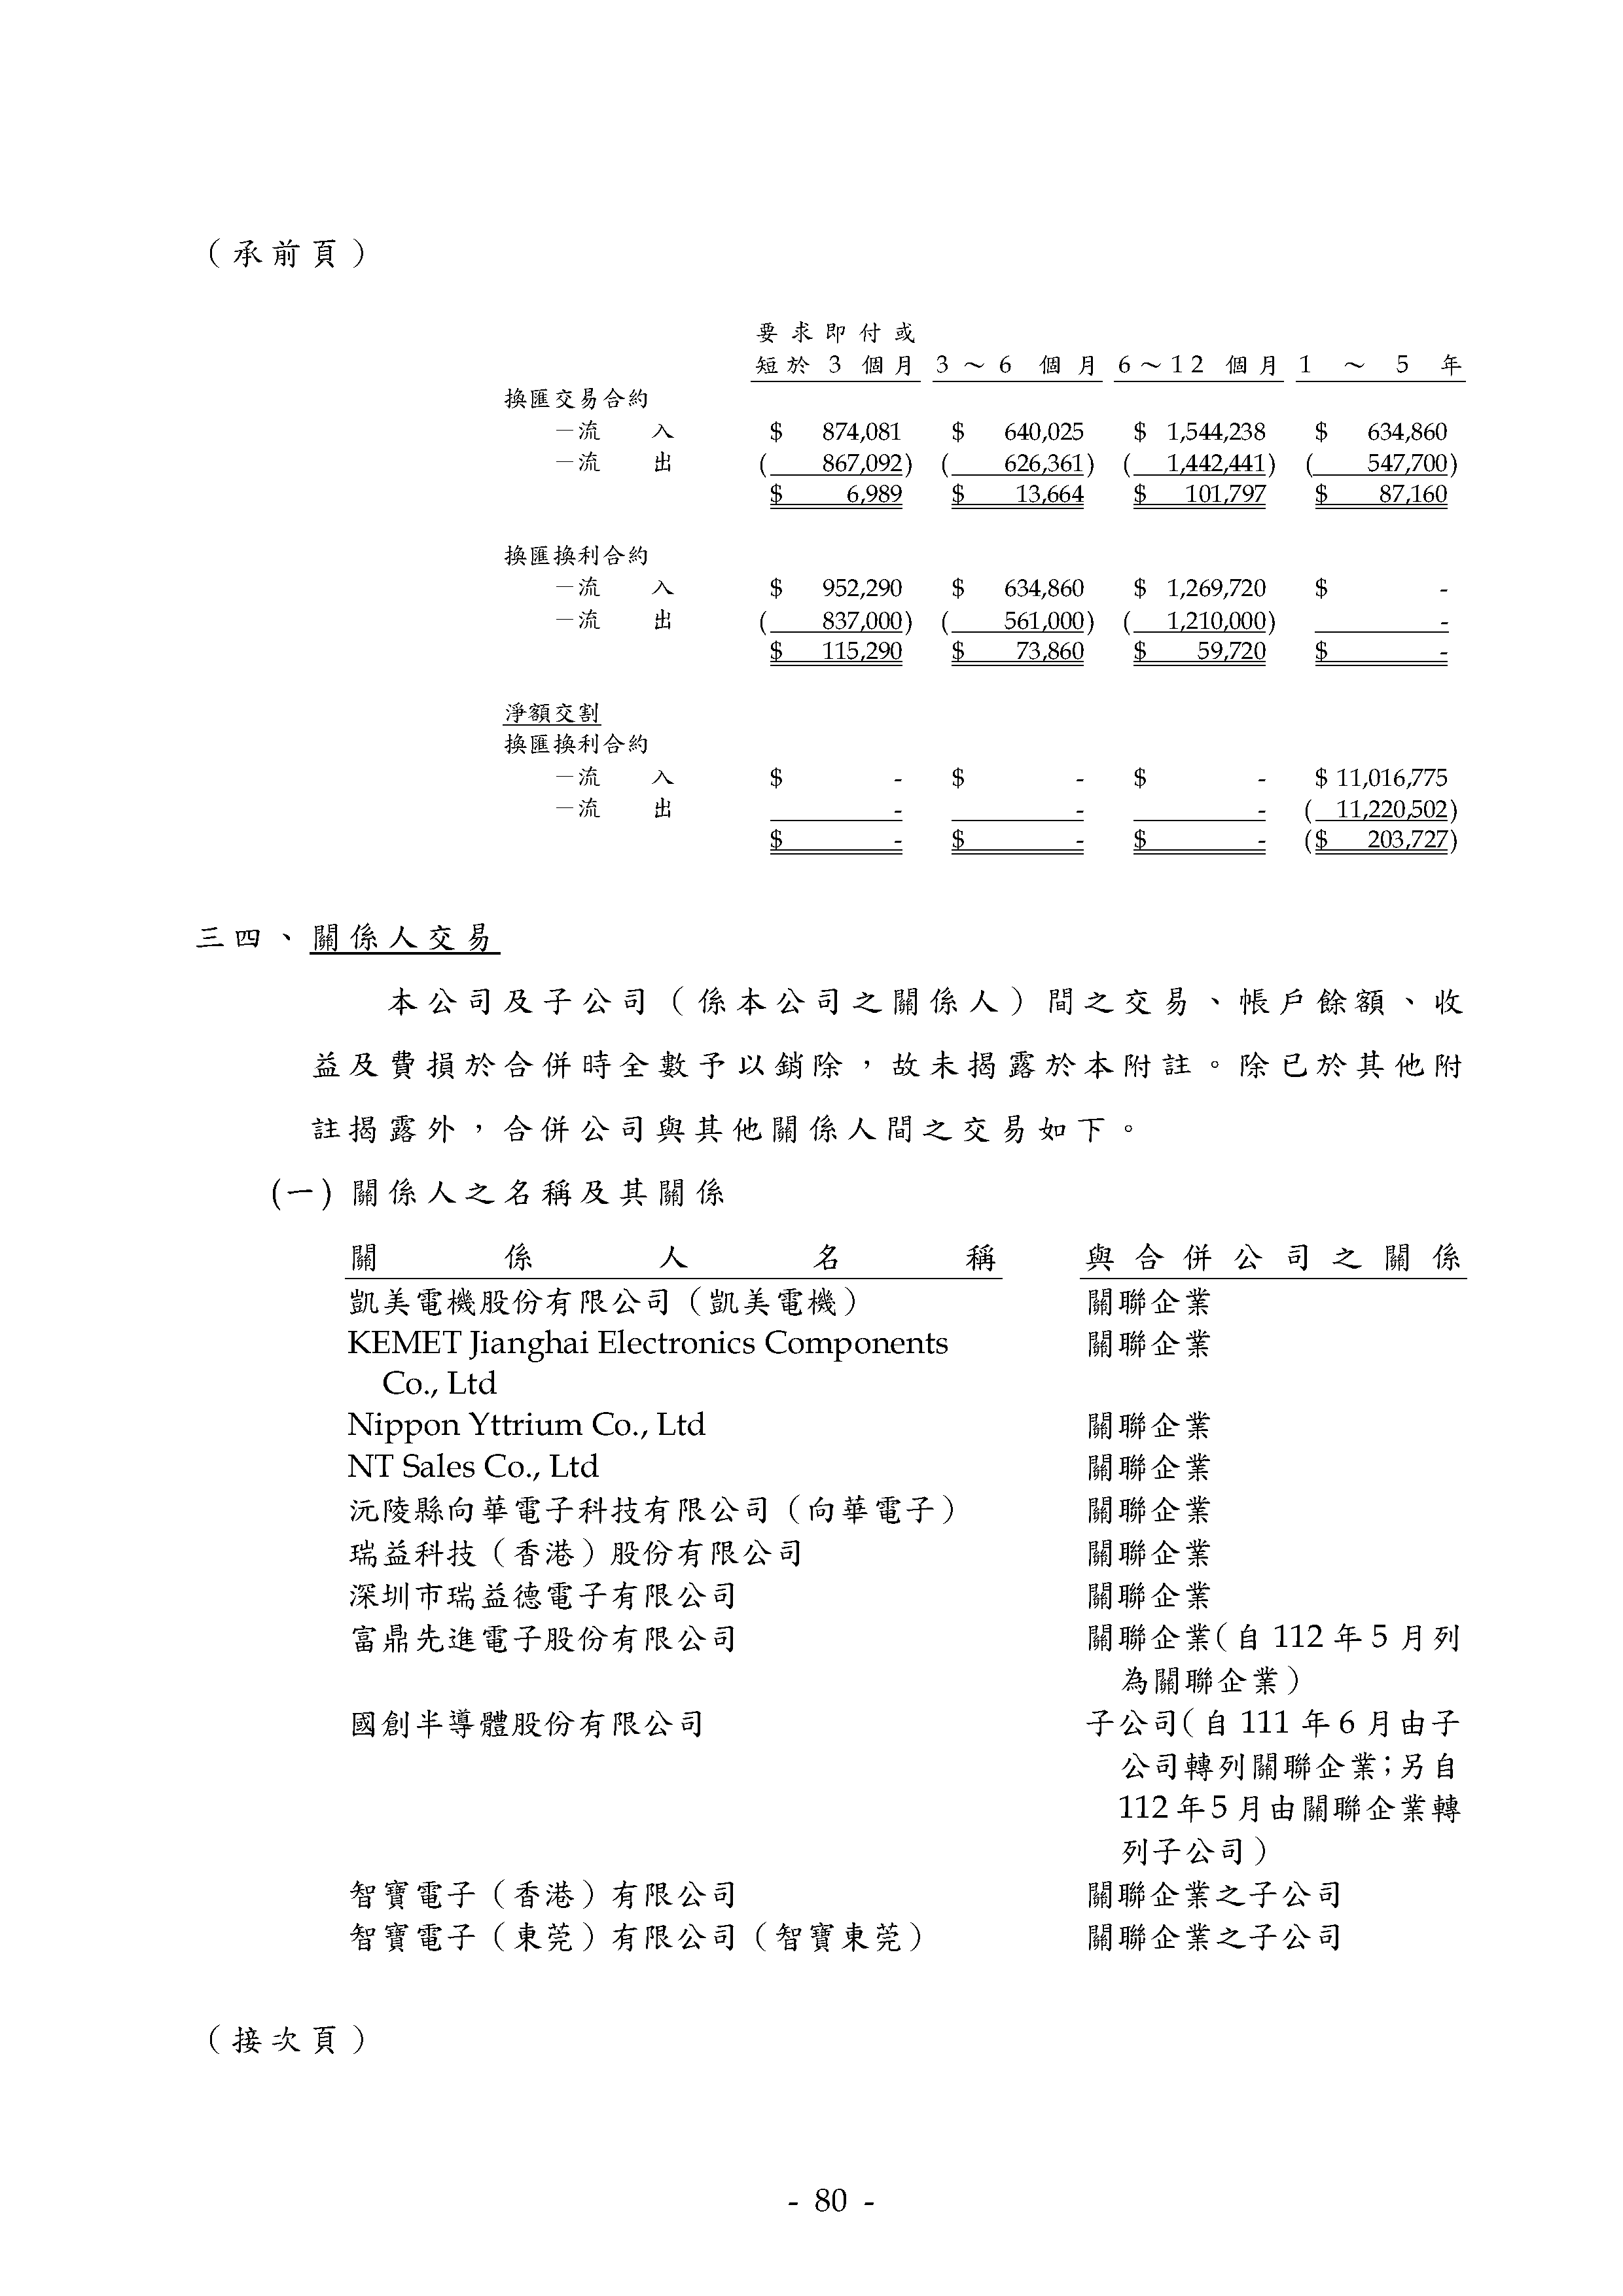 （承前頁）
要求即付或
短於 3 個月 3～6 個月 6～12 個月 1 ～ 5 年
換匯交易合約
－流 入 $ 874,081 $ 640,025 $ 1,544,238 $ 634,860
－流 出 ( 867,092) ( 626,361) ( 1,442,441) ( 547,700)
$ 6,989 $ 13,664 $ 101,797 $ 87,160
換匯換利合約
－流 入 $ 952,290 $ 634,860 $ 1,269,720 $ -
－流 出 ( 837,000) ( 561,000) ( 1,210,000) -
$ 115,290 $ 73,860 $ 59,720 $ -
淨額交割
換匯換利合約
－流 入 $ - $ - $ - $ 11,016,775
－流 出 - - - ( 11,220,502)
$ - $ - $ - ($ 203,727)
三四、關係人交易
本公司及子公司（係本公司之關係人）間之交易、帳戶餘額、收
益及費損於合併時全數予以銷除，故未揭露於本附註。除已於其他附
註揭露外，合併公司與其他關係人間之交易如下。
(一) 關係人之名稱及其關係
關係人名稱 與合併公司之關係
凱美電機股份有限公司（凱美電機） 關聯企業
KEMET Jianghai Electronics Components 關聯企業
Co., Ltd
Nippon Yttrium Co., Ltd 關聯企業
NT Sales Co., Ltd 關聯企業
沅陵縣向華電子科技有限公司（向華電子） 關聯企業
瑞益科技（香港）股份有限公司 關聯企業
深圳市瑞益德電子有限公司 關聯企業
富鼎先進電子股份有限公司 關聯企業（自 112 年 5 月列
為關聯企業）
國創半導體股份有限公司 子公司（自 111 年 6 月由子
公司轉列關聯企業；另自
112 年 5 月由關聯企業轉
列子公司）
智寶電子（香港）有限公司 關聯企業之子公司
智寶電子（東莞）有限公司（智寶東莞） 關聯企業之子公司
（接次頁）
- 80 -